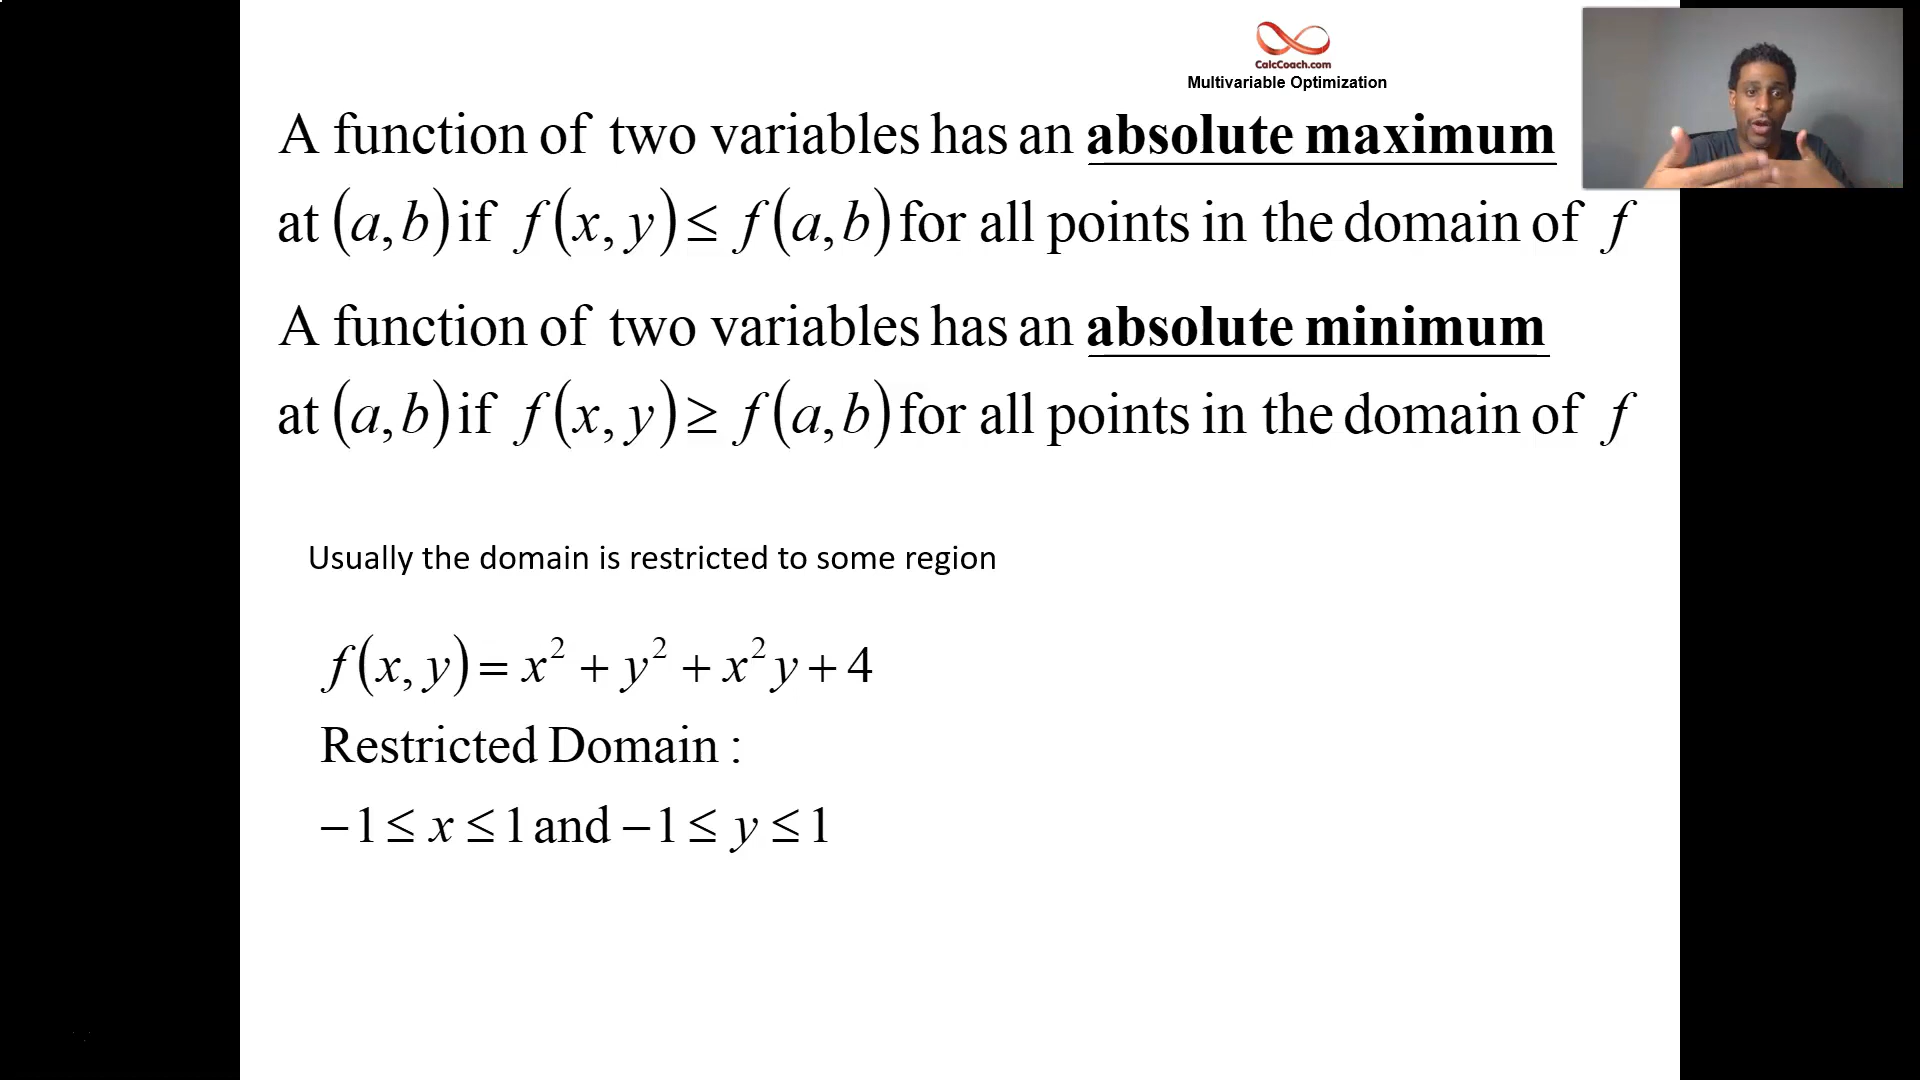 CalcCoach.com
Multivariable Optimization
A function of two variables has an absolute maximum
at (a, b) if f(x, y) ≤ f(a, b) for all points in the domain of f
A function of two variables has an absolute minimum
at (a, b) if f(x, y) ≥ f(a, b) for all points in the domain of f
Usually the domain is restricted to some region
f(x, y) = x² + y² + x²y + 4
Restricted Domain :
−1 ≤ x ≤ 1 and −1 ≤ y ≤ 1